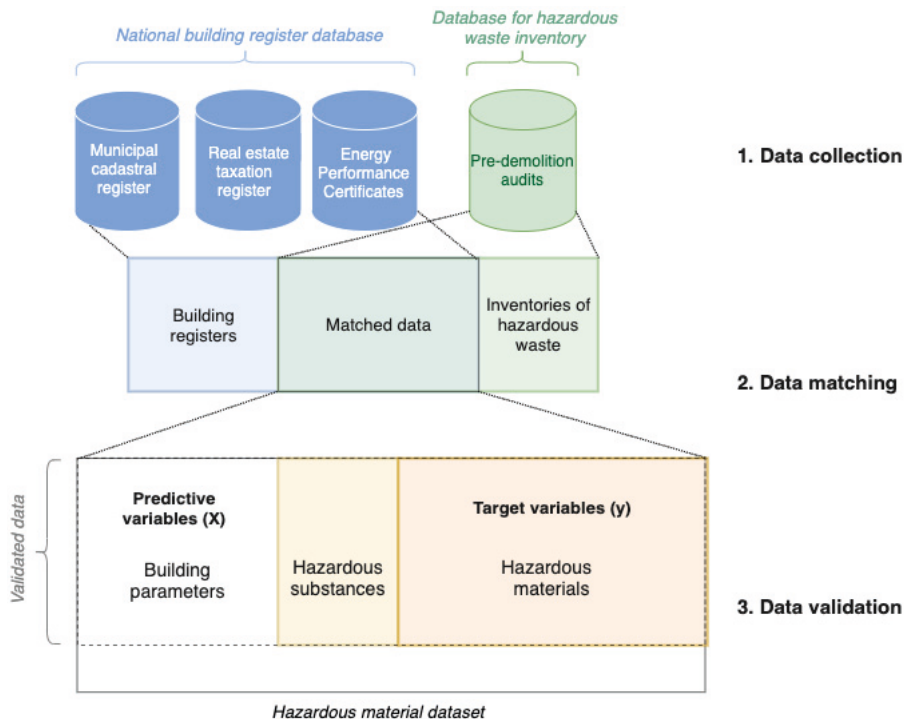 National building register database
Database for hazardous
waste inventory
Municipal
cadastral
register
Real estate
taxation
register
Energy
Performance
Certificates
Pre-demolition
audits
1. Data collection
Building
registers
Matched data
Inventories of
hazardous
waste
2. Data matching
Validated data
Predictive
variables (X)
Building
parameters
Hazardous
substances
Target variables (y)
Hazardous
materials
3. Data validation
Hazardous material dataset